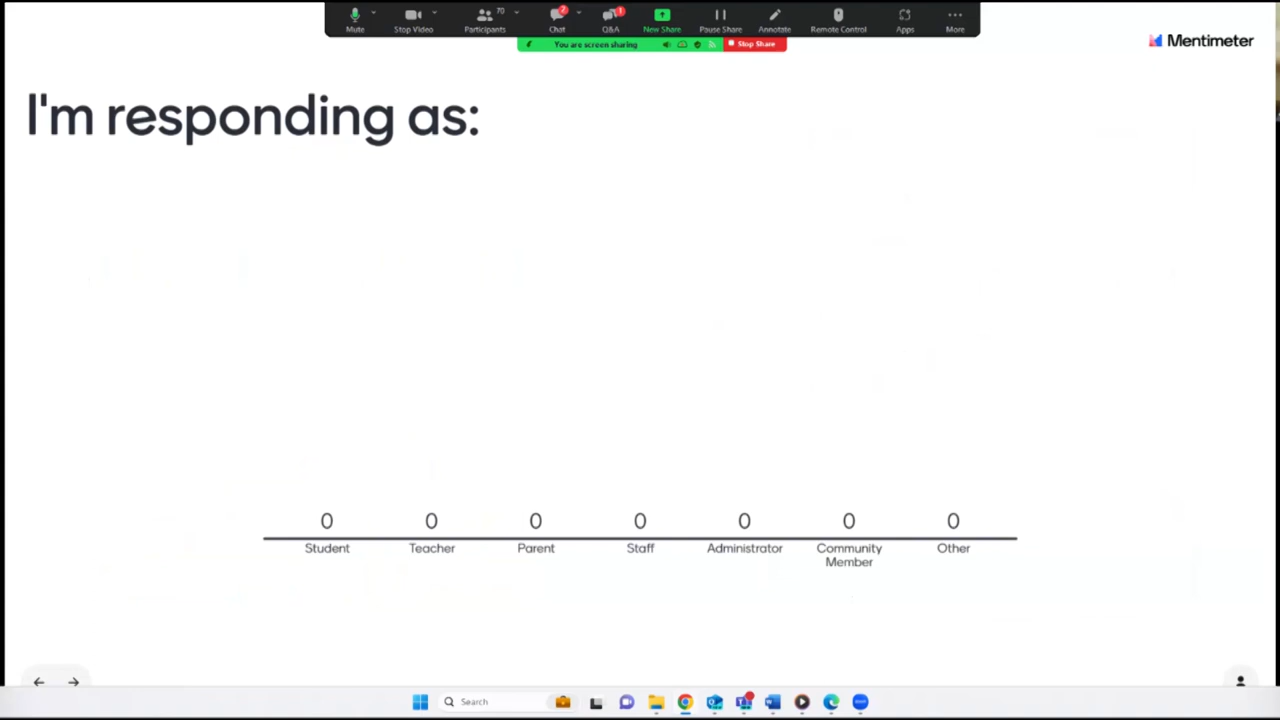 70 2 1
Mute Stop Video Participants Chat Q&A New Share Pause Share Annotate Remote Control Apps More
You are screen sharing Stop Share
Mentimeter
I'm responding as:
0 0 0 0 0 0 0
Student Teacher Parent Staff Administrator Community Other
Member
Search